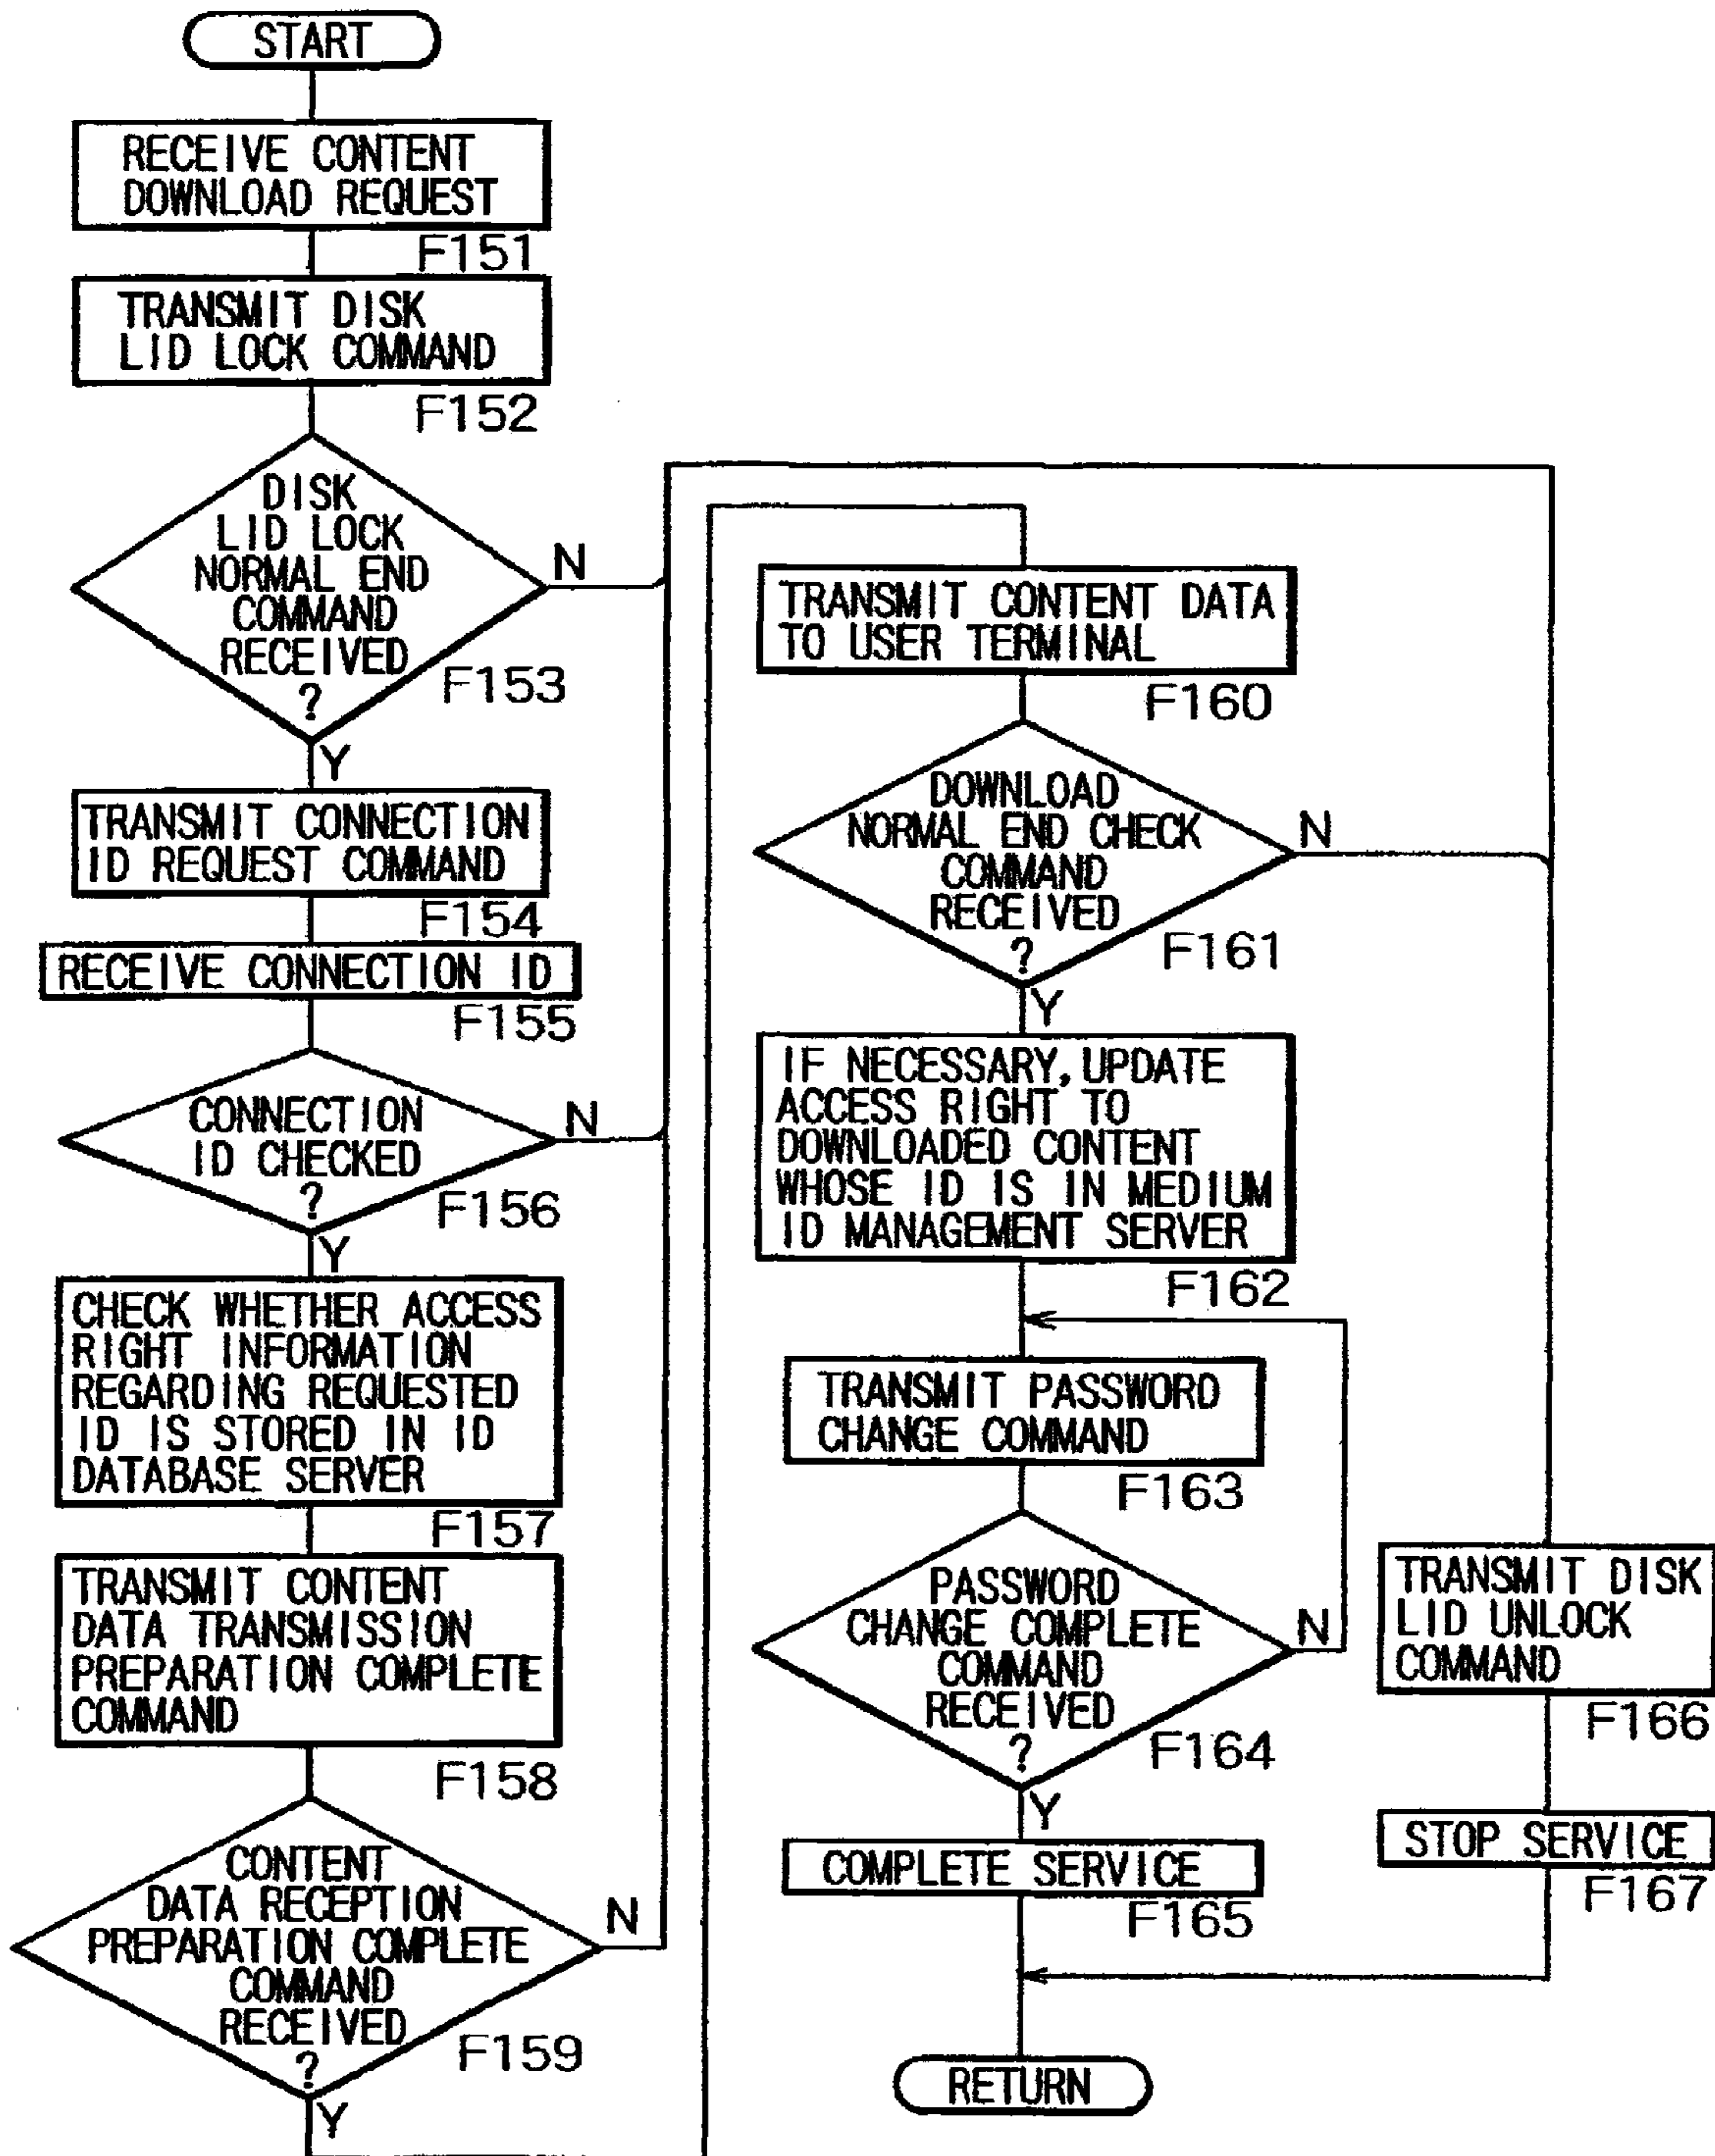 START
RECEIVE CONTENT
DOWNLOAD REQUEST
F151
TRANSMIT DISK
LID LOCK COMMAND
F152
DISK
LID LOCK
NORMAL END
COMMAND
RECEIVED
?
N
F153
Y
TRANSMIT CONNECTION
ID REQUEST COMMAND
F154
RECEIVE CONNECTION ID
F155
CONNECTION
ID CHECKED
?
N
F156
Y
CHECK WHETHER ACCESS
RIGHT INFORMATION
REGARDING REQUESTED
ID IS STORED IN ID
DATABASE SERVER
F157
TRANSMIT CONTENT
DATA TRANSMISSION
PREPARATION COMPLETE
COMMAND
F158
CONTENT
DATA RECEPTION
PREPARATION COMPLETE
COMMAND
RECEIVED
?
N
F159
Y
TRANSMIT CONTENT DATA
TO USER TERMINAL
F160
DOWNLOAD
NORMAL END CHECK
COMMAND
RECEIVED
?
N
F161
Y
IF NECESSARY, UPDATE
ACCESS RIGHT TO
DOWNLOADED CONTENT
WHOSE ID IS IN MEDIUM
ID MANAGEMENT SERVER
F162
TRANSMIT PASSWORD
CHANGE COMMAND
F163
PASSWORD
CHANGE COMPLETE
COMMAND
RECEIVED
?
N
F164
Y
COMPLETE SERVICE
F165
TRANSMIT DISK
LID UNLOCK
COMMAND
F166
STOP SERVICE
F167
RETURN